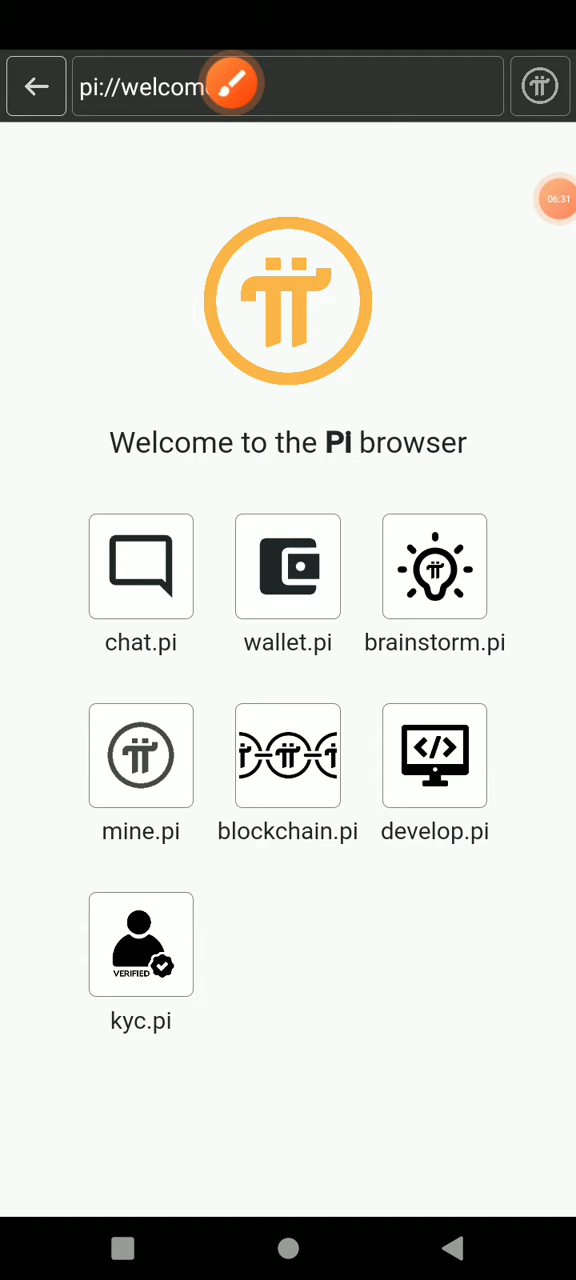 pi://welcom
06:31
Welcome to the Pi browser
chat.pi wallet.pi brainstorm.pi
mine.pi blockchain.pi develop.pi
VERIFIED
kyc.pi